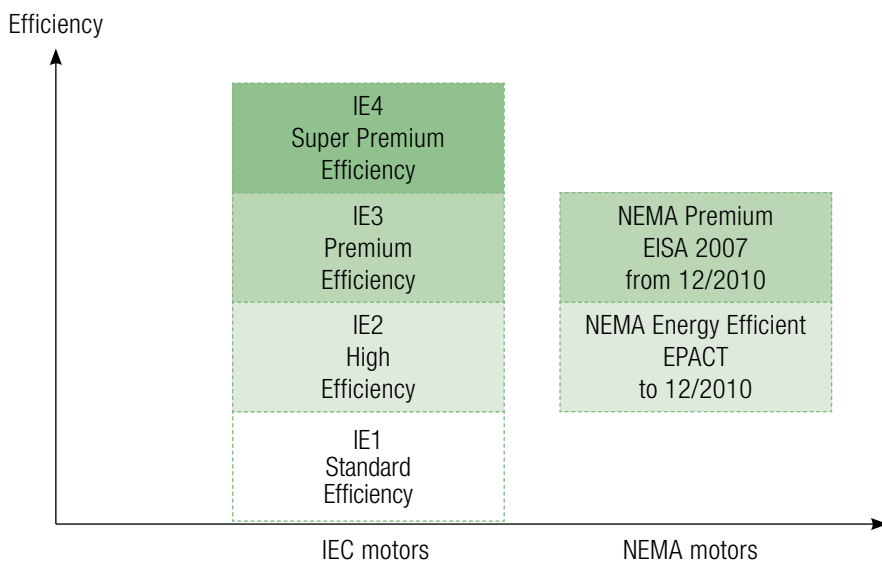 Efficiency
IE4
Super Premium
Efficiency
IE3
Premium
Efficiency
IE2
High
Efficiency
IE1
Standard
Efficiency
NEMA Premium
EISA 2007
from 12/2010
NEMA Energy Efficient
EPACT
to 12/2010
IEC motors
NEMA motors